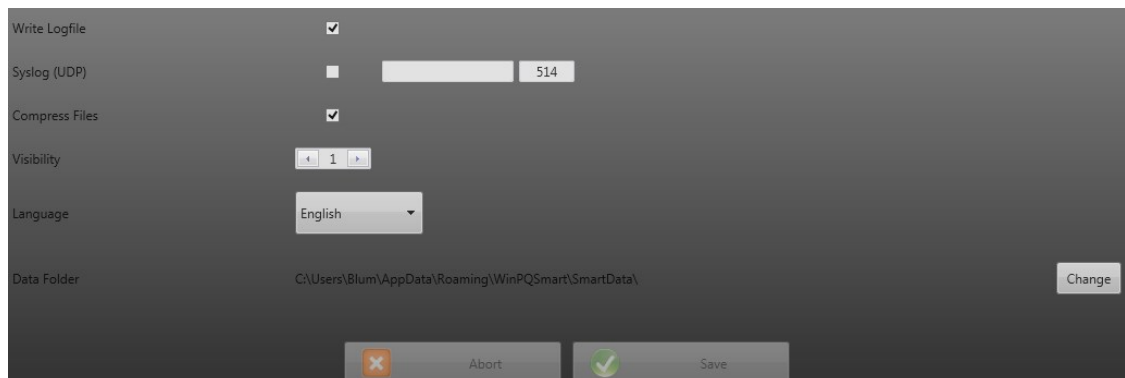 Write Logfile
Syslog (UDP) 514
Compress Files
Visibility 1
Language English
Data Folder C:\Users\Blum\AppData\Roaming\WinPQSmart\SmartData\ Change
Abort Save